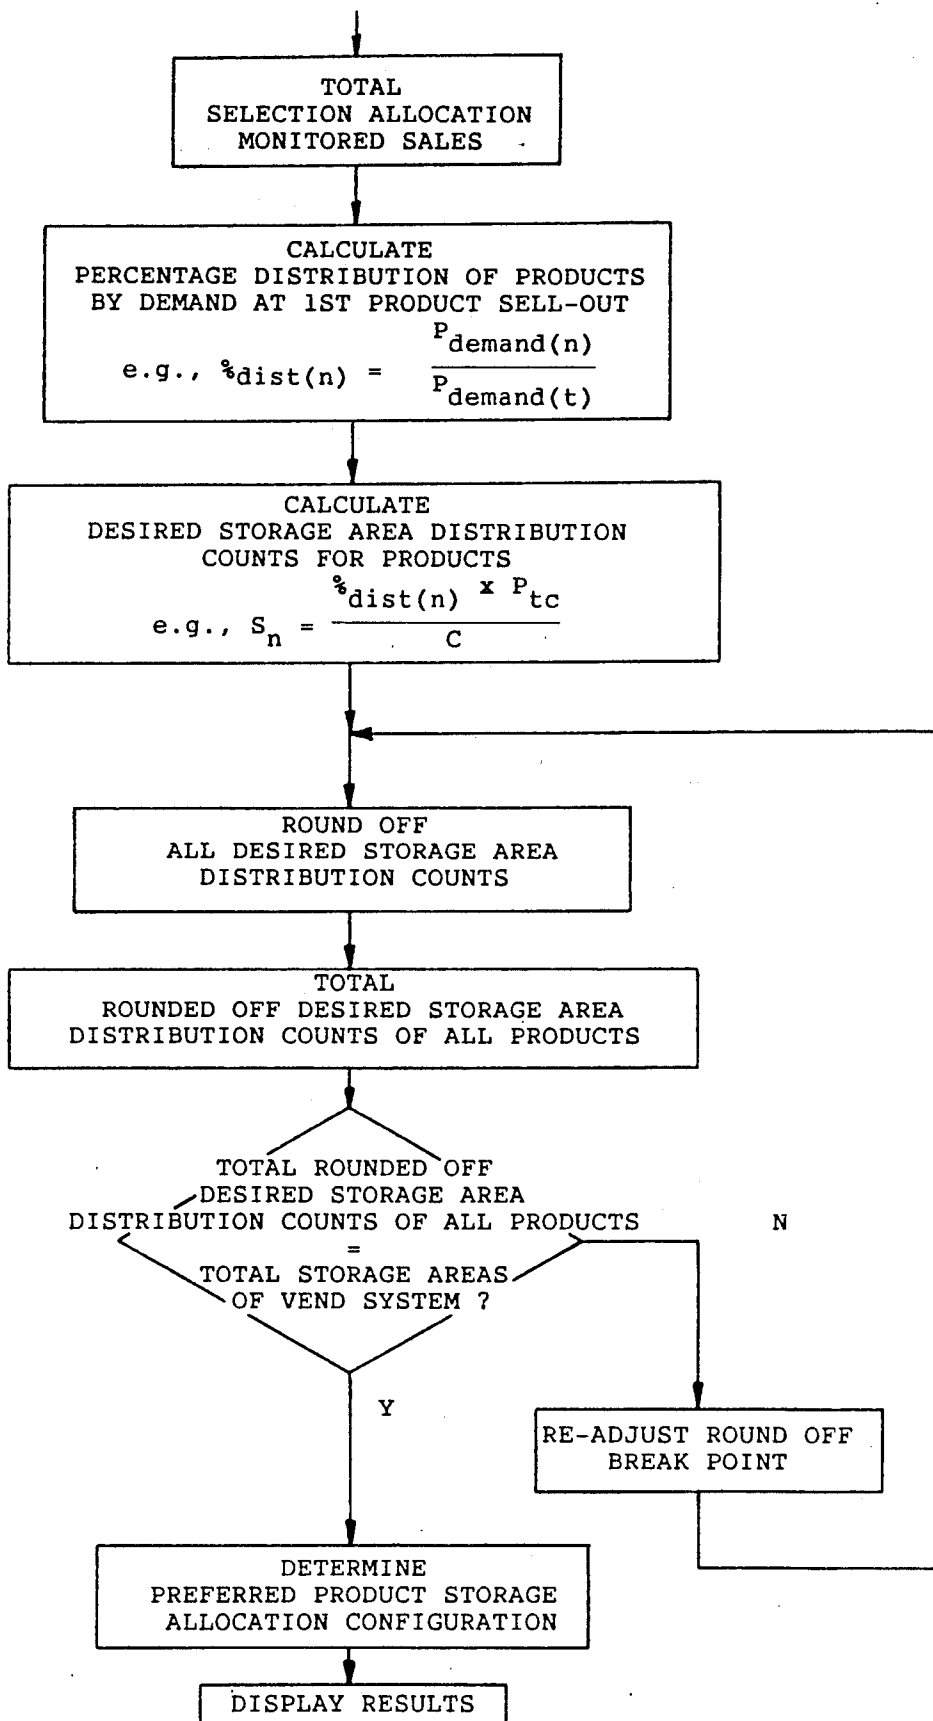 TOTAL
SELECTION ALLOCATION
MONITORED SALES
CALCULATE
PERCENTAGE DISTRIBUTION OF PRODUCTS
BY DEMAND AT 1ST PRODUCT SELL-OUT
e.g., %dist(n) = Pdemand(n)
Pdemand(t)
CALCULATE
DESIRED STORAGE AREA DISTRIBUTION
COUNTS FOR PRODUCTS
%dist(n) x Ptc
e.g., Sn =
C
ROUND OFF
ALL DESIRED STORAGE AREA
DISTRIBUTION COUNTS
TOTAL
ROUNDED OFF DESIRED STORAGE AREA
DISTRIBUTION COUNTS OF ALL PRODUCTS
TOTAL ROUNDED OFF
DESIRED STORAGE AREA
DISTRIBUTION COUNTS OF ALL PRODUCTS
=
TOTAL STORAGE AREAS
OF VEND SYSTEM ?
N
Y
RE-ADJUST ROUND OFF
BREAK POINT
DETERMINE
PREFERRED PRODUCT STORAGE
ALLOCATION CONFIGURATION
DISPLAY RESULTS